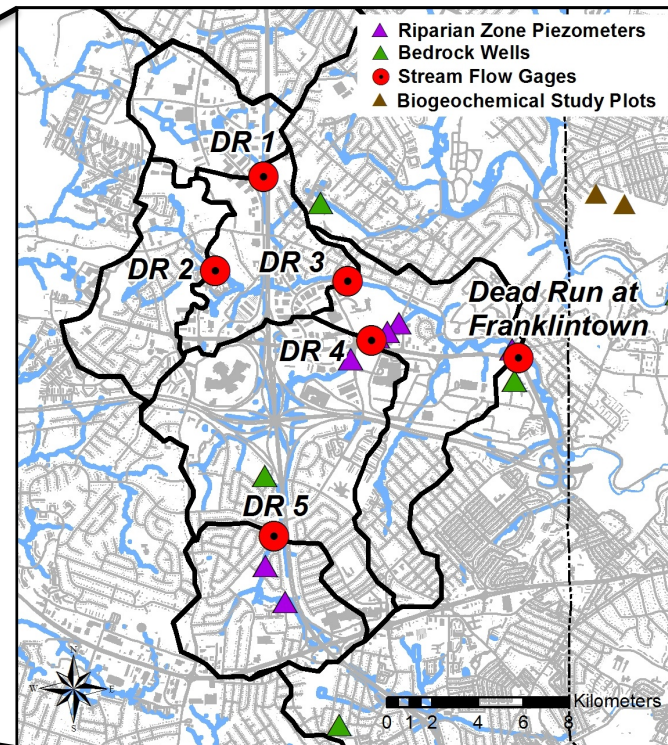 Riparian Zone Piezometers
Bedrock Wells
Stream Flow Gages
Biogeochemical Study Plots
DR 1
DR 2
DR 3
Dead Run at
Franklintown
DR 4
DR 5
N
W
E
S
Kilometers
0 1 2 4 6 8